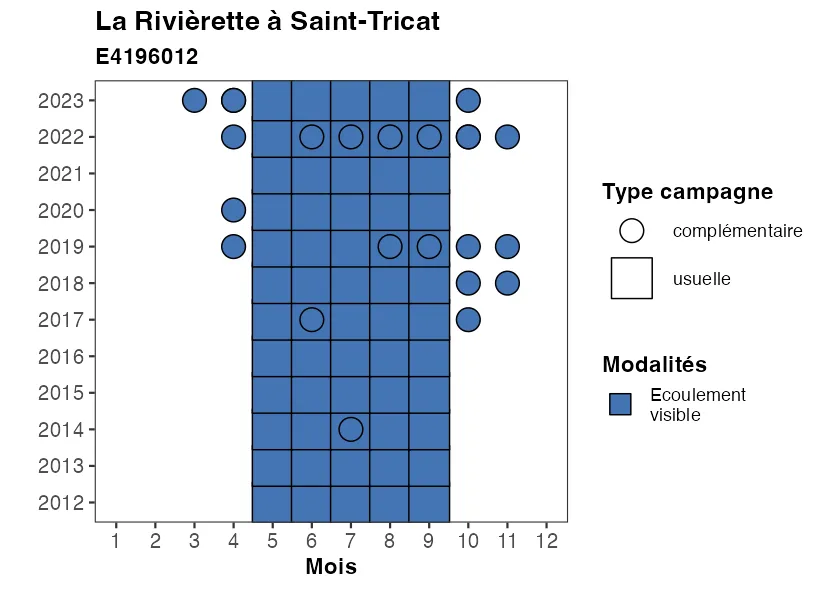 La Rivièrette à Saint-Tricat
E4196012
2023
2022
2021
2020
2019
2018
2017
2016
2015
2014
2013
2012
1 2 3 4 5 6 7 8 9 10 11 12
Mois
Type campagne
complémentaire
usuelle
Modalités
Ecoulement
visible